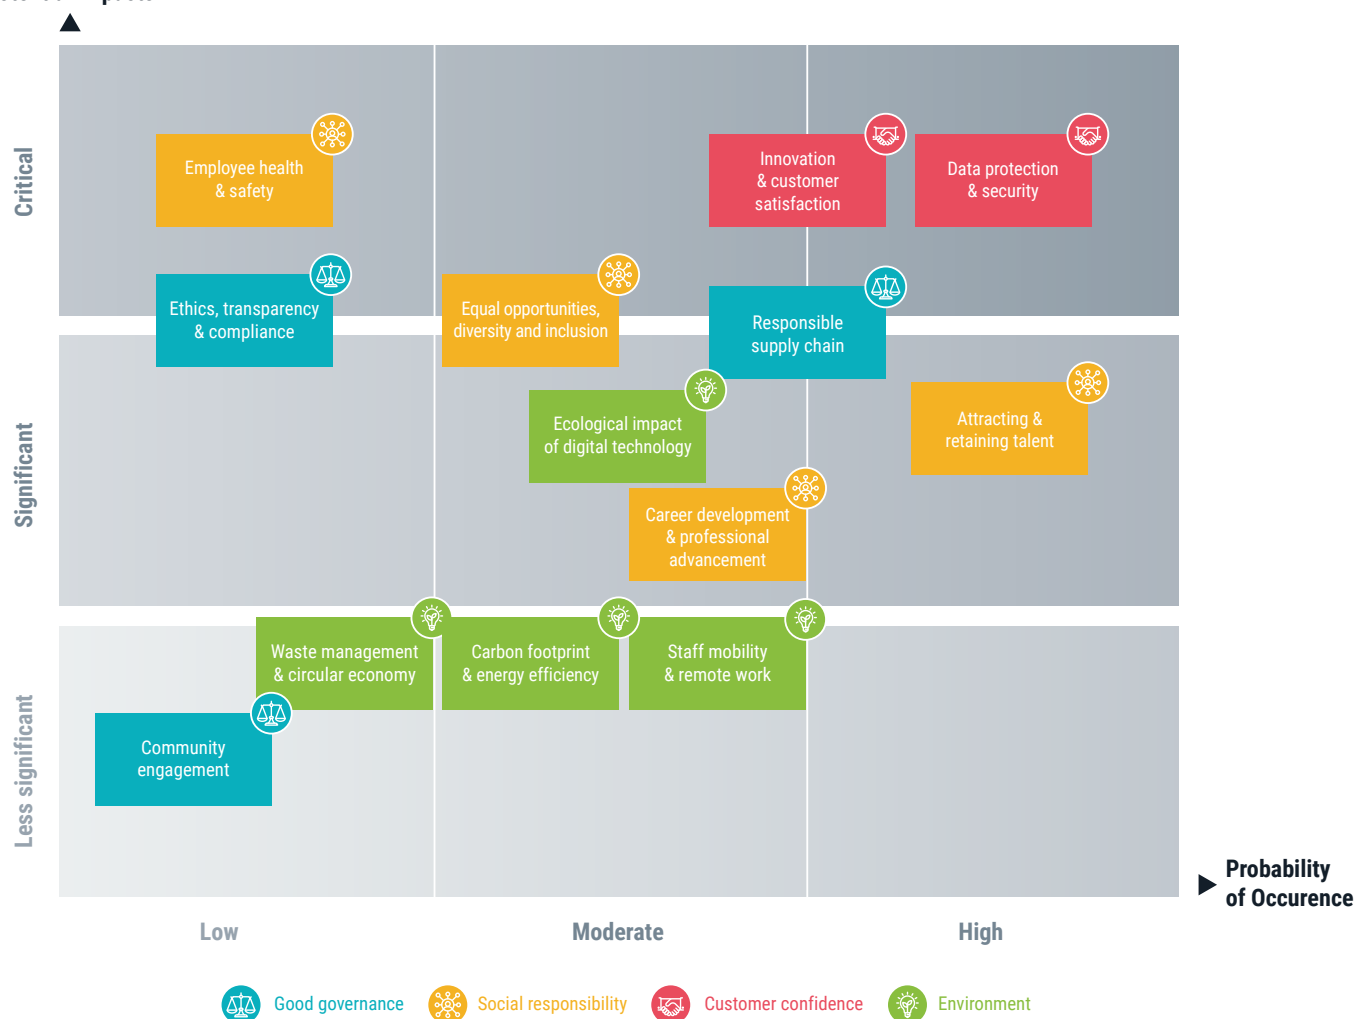 Critical
Employee health
& safety
Innovation
& customer
satisfaction
Data protection
& security
Ethics, transparency
& compliance
Equal opportunities,
diversity and inclusion
Responsible
supply chain
Significant
Ecological impact
of digital technology
Attracting &
retaining talent
Career development
& professional
advancement
Less significant
Waste management
& circular economy
Carbon footprint
& energy efficiency
Staff mobility
& remote work
Community
engagement
Probability
of Occurence
Low
Moderate
High
Good governance
Social responsibility
Customer confidence
Environment